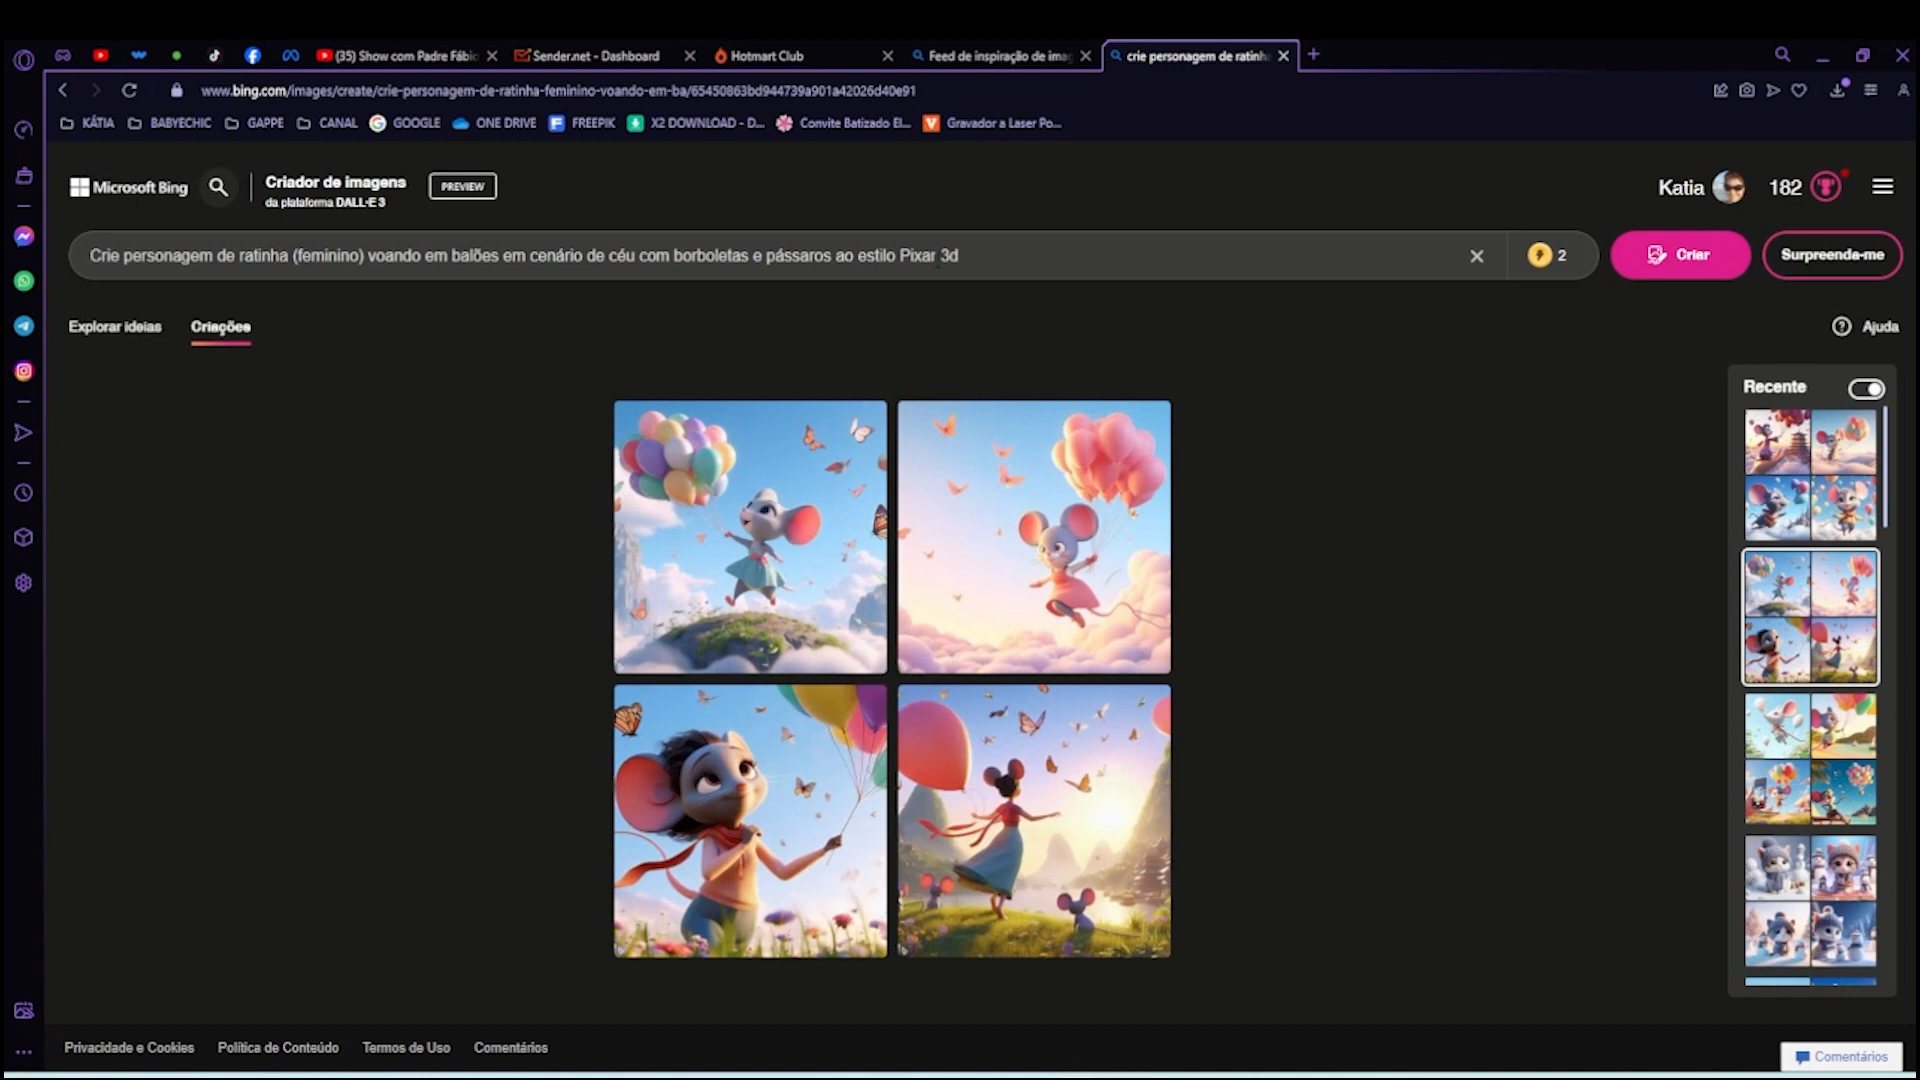 (35) Show com Padre Fábio
Sender.net - Dashboard
Hotmart Club
Feed de inspiração de imag
crie personagem de ratinha
www.bing.com/images/create/crie-personagem-de-ratinha-feminino-voando-em-ba/65450863bd944739a901a42026d40e91
KÁTIA
BABYECHIC
GAPPE
CANAL
GOOGLE
ONE DRIVE
FREEPIK
X2 DOWNLOAD - D...
Convite Batizado El...
Gravador a Laser Po...
Microsoft Bing
Criador de imagens
da plataforma DALL·E 3
PREVIEW
Katia
182
Crie personagem de ratinha (feminino) voando em balões em cenário de céu com borboletas e pássaros ao estilo Pixar 3d
2
Criar
Surpreenda-me
Explorar ideias
Criações
Ajuda
Recente
Privacidade e Cookies
Política de Conteúdo
Termos de Uso
Comentários
Comentários